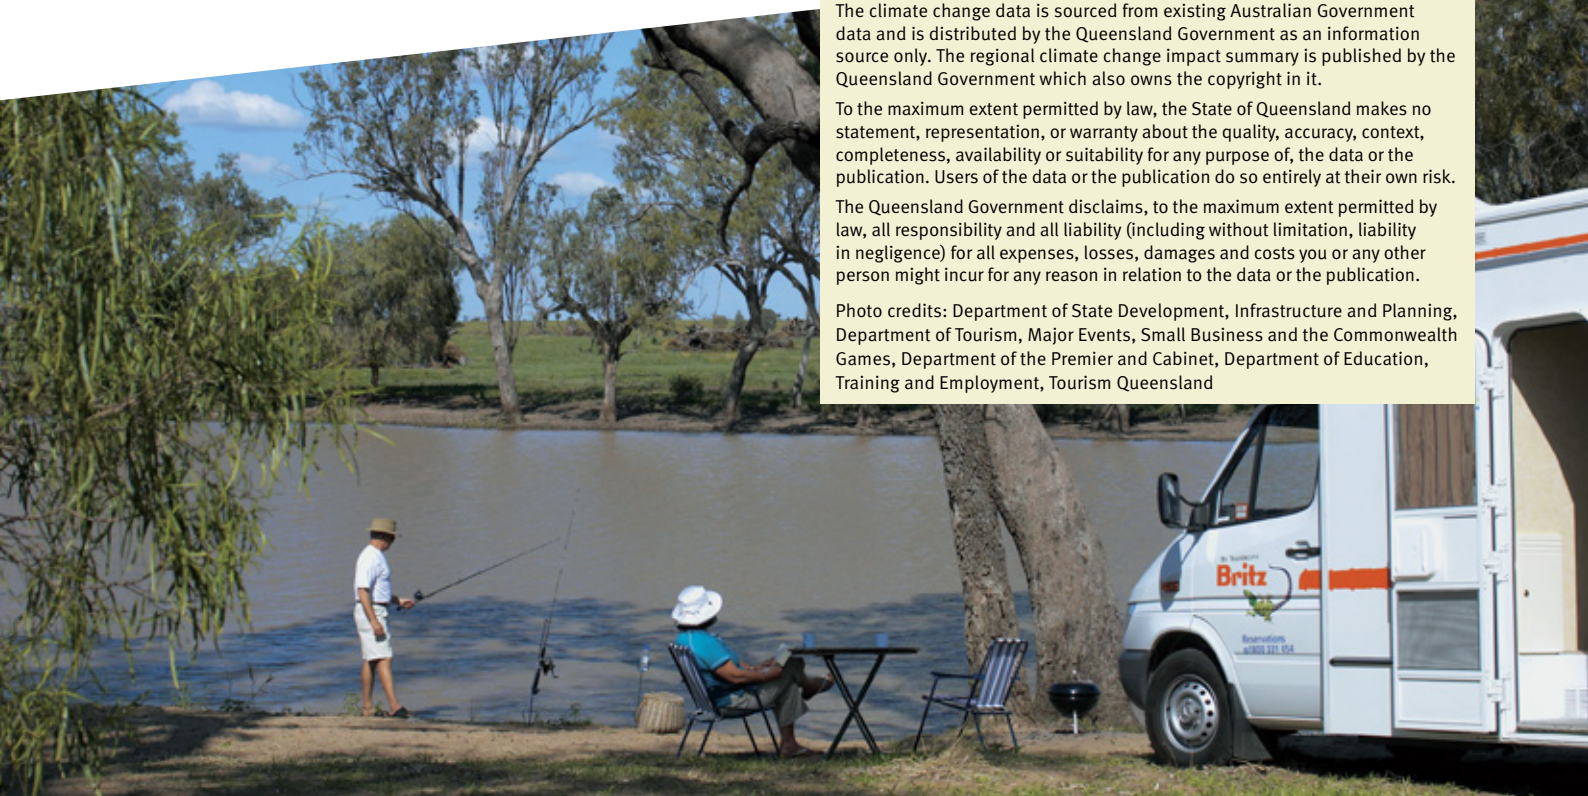 The climate change data is sourced from existing Australian Government
data and is distributed by the Queensland Government as an information
source only. The regional climate change impact summary is published by the
Queensland Government which also owns the copyright in it.
To the maximum extent permitted by law, the State of Queensland makes no
statement, representation, or warranty about the quality, accuracy, context,
completeness, availability or suitability for any purpose of, the data or the
publication. Users of the data or the publication do so entirely at their own risk.
The Queensland Government disclaims, to the maximum extent permitted by
law, all responsibility and all liability (including without limitation, liability
in negligence) for all expenses, losses, damages and costs you or any other
person might incur for any reason in relation to the data or the publication.
Photo credits: Department of State Development, Infrastructure and Planning,
Department of Tourism, Major Events, Small Business and the Commonwealth
Games, Department of the Premier and Cabinet, Department of Education,
Training and Employment, Tourism Queensland
Britz
Reservations